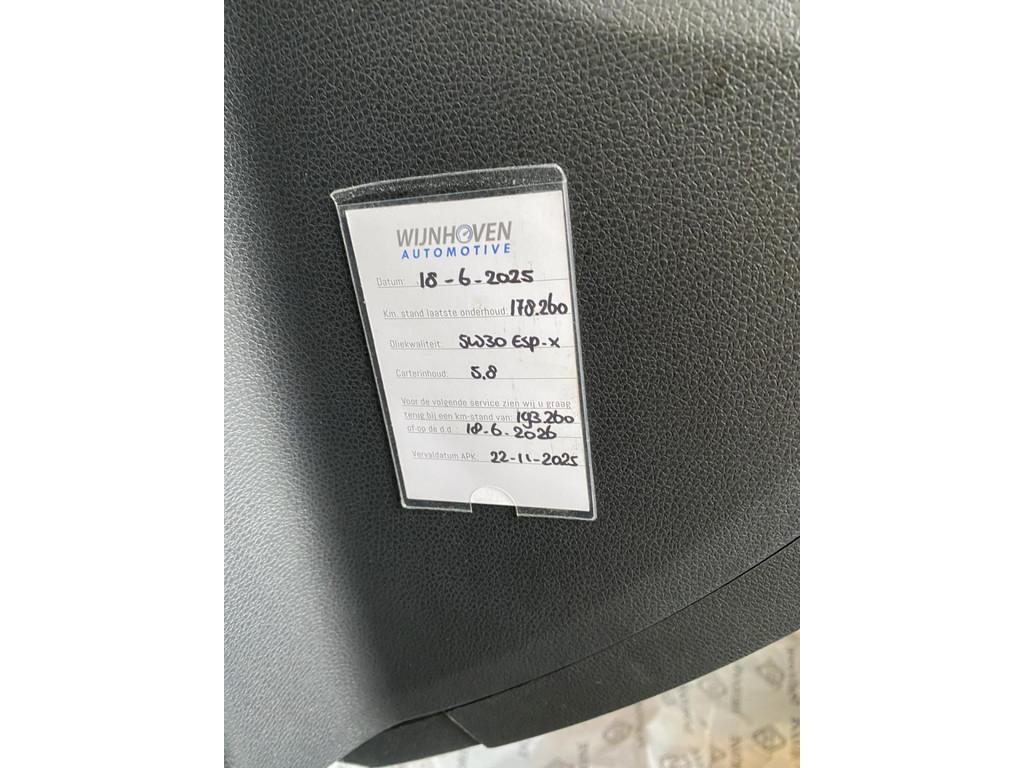 WIJNHOVEN
AUTOMOTIVE
Datum: 18-6-2025
Km. stand laatste onderhoud: 178.260
Oliekwaliteit: 5W30 ESP-X
Carterinhoud: 5.8
Voor de volgende service zien wij u graag
terug bij een km-stand van: 193.260
of op de d.d. 18-6-2026
Vervaldatum APK: 22-11-2025